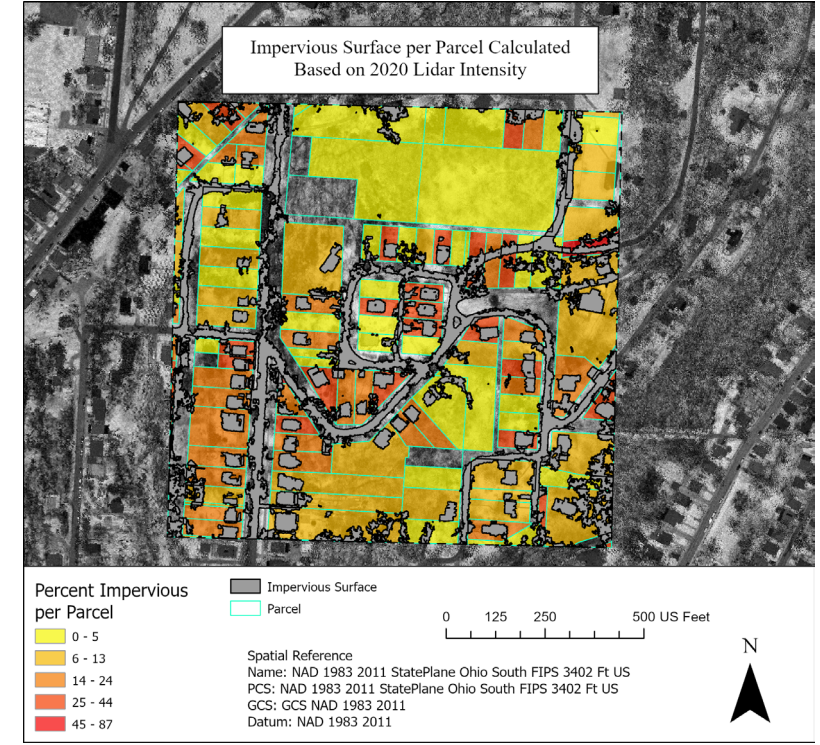 Impervious Surface per Parcel Calculated
Based on 2020 Lidar Intensity
Percent Impervious
per Parcel
0 - 5
6 - 13
14 - 24
25 - 44
45 - 87
Impervious Surface
Parcel
0 125 250 500 US Feet
Spatial Reference
Name: NAD 1983 2011 StatePlane Ohio South FIPS 3402 Ft US
PCS: NAD 1983 2011 StatePlane Ohio South FIPS 3402 Ft US
GCS: GCS NAD 1983 2011
Datum: NAD 1983 2011
N